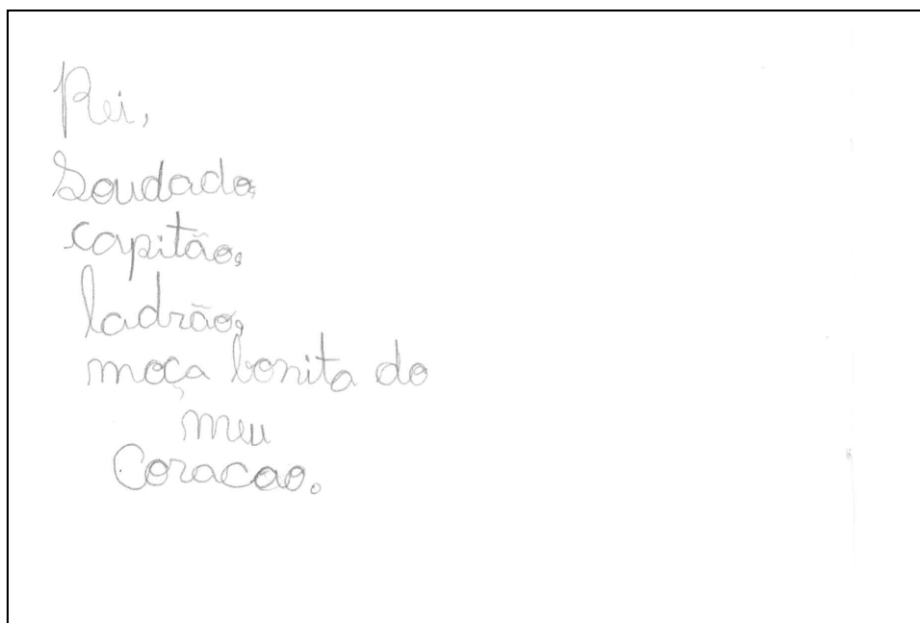 Rei,
Soudado,
capitão,
ladrão,
moça bonita do
meu
Coracao.